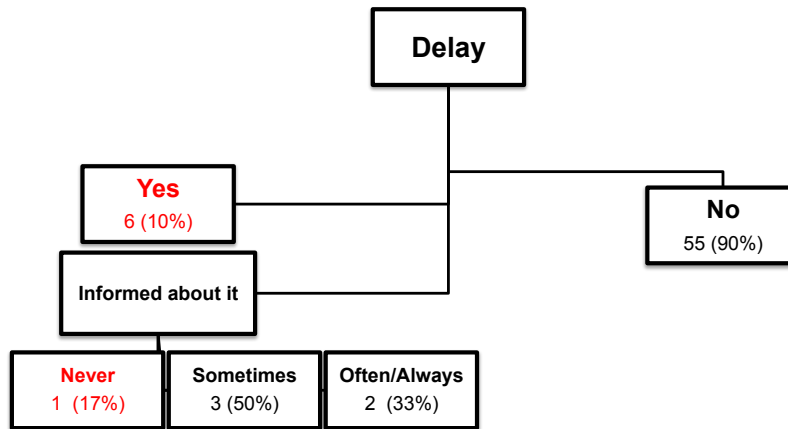 Delay
Yes
6 (10%)
No
55 (90%)
Informed about it
Never
1 (17%)
Sometimes
3 (50%)
Often/Always
2 (33%)